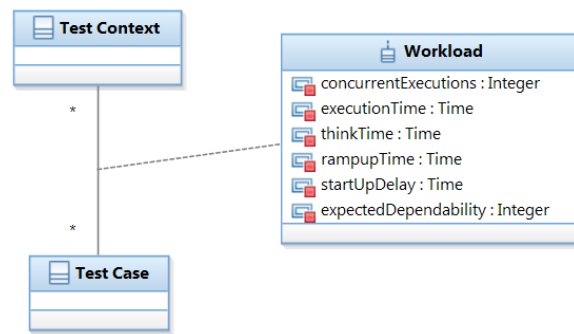 Test Context
Workload
concurrentExecutions : Integer
executionTime : Time
thinkTime : Time
rampupTime : Time
startUpDelay : Time
expectedDependability : Integer
*
*
Test Case